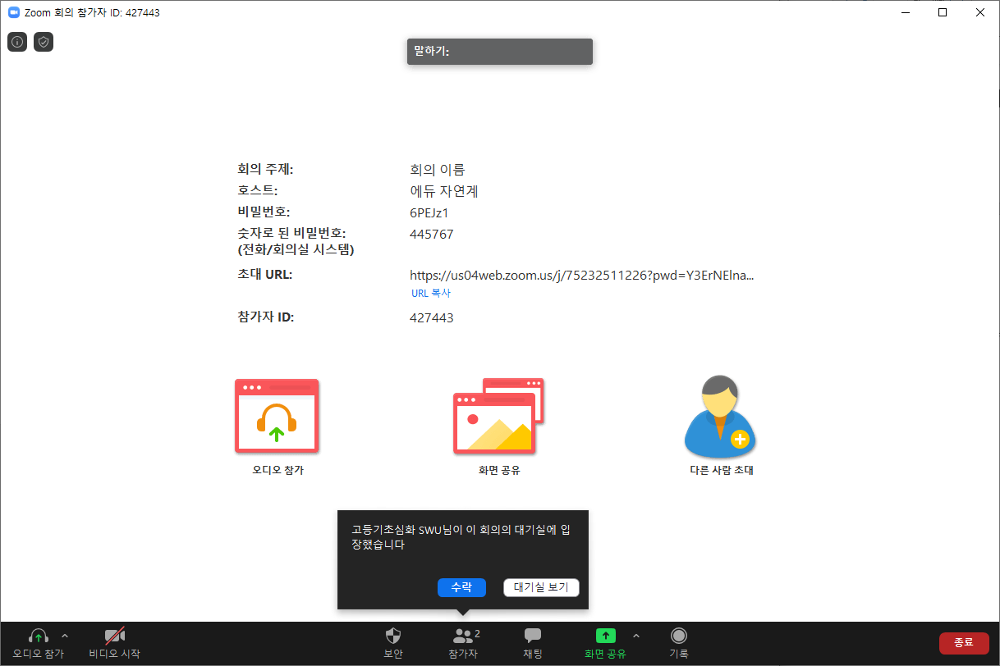 Zoom 회의 참가자 ID: 427443
말하기:
회의 주제: 회의 이름
호스트: 에듀 자연계
비밀번호: 6PEJz1
숫자로 된 비밀번호: 445767
(전화/회의실 시스템)
초대 URL: https://us04web.zoom.us/j/75232511226?pwd=Y3ErNElna...
URL 복사
참가자 ID: 427443
오디오 참가 화면 공유 다른 사람 초대
고등기초심화 SWU님이 이 회의의 대기실에 입
장했습니다
수락 대기실 보기
2
오디오 참가 비디오 시작 보안 참가자 채팅 화면 공유 기록 종료